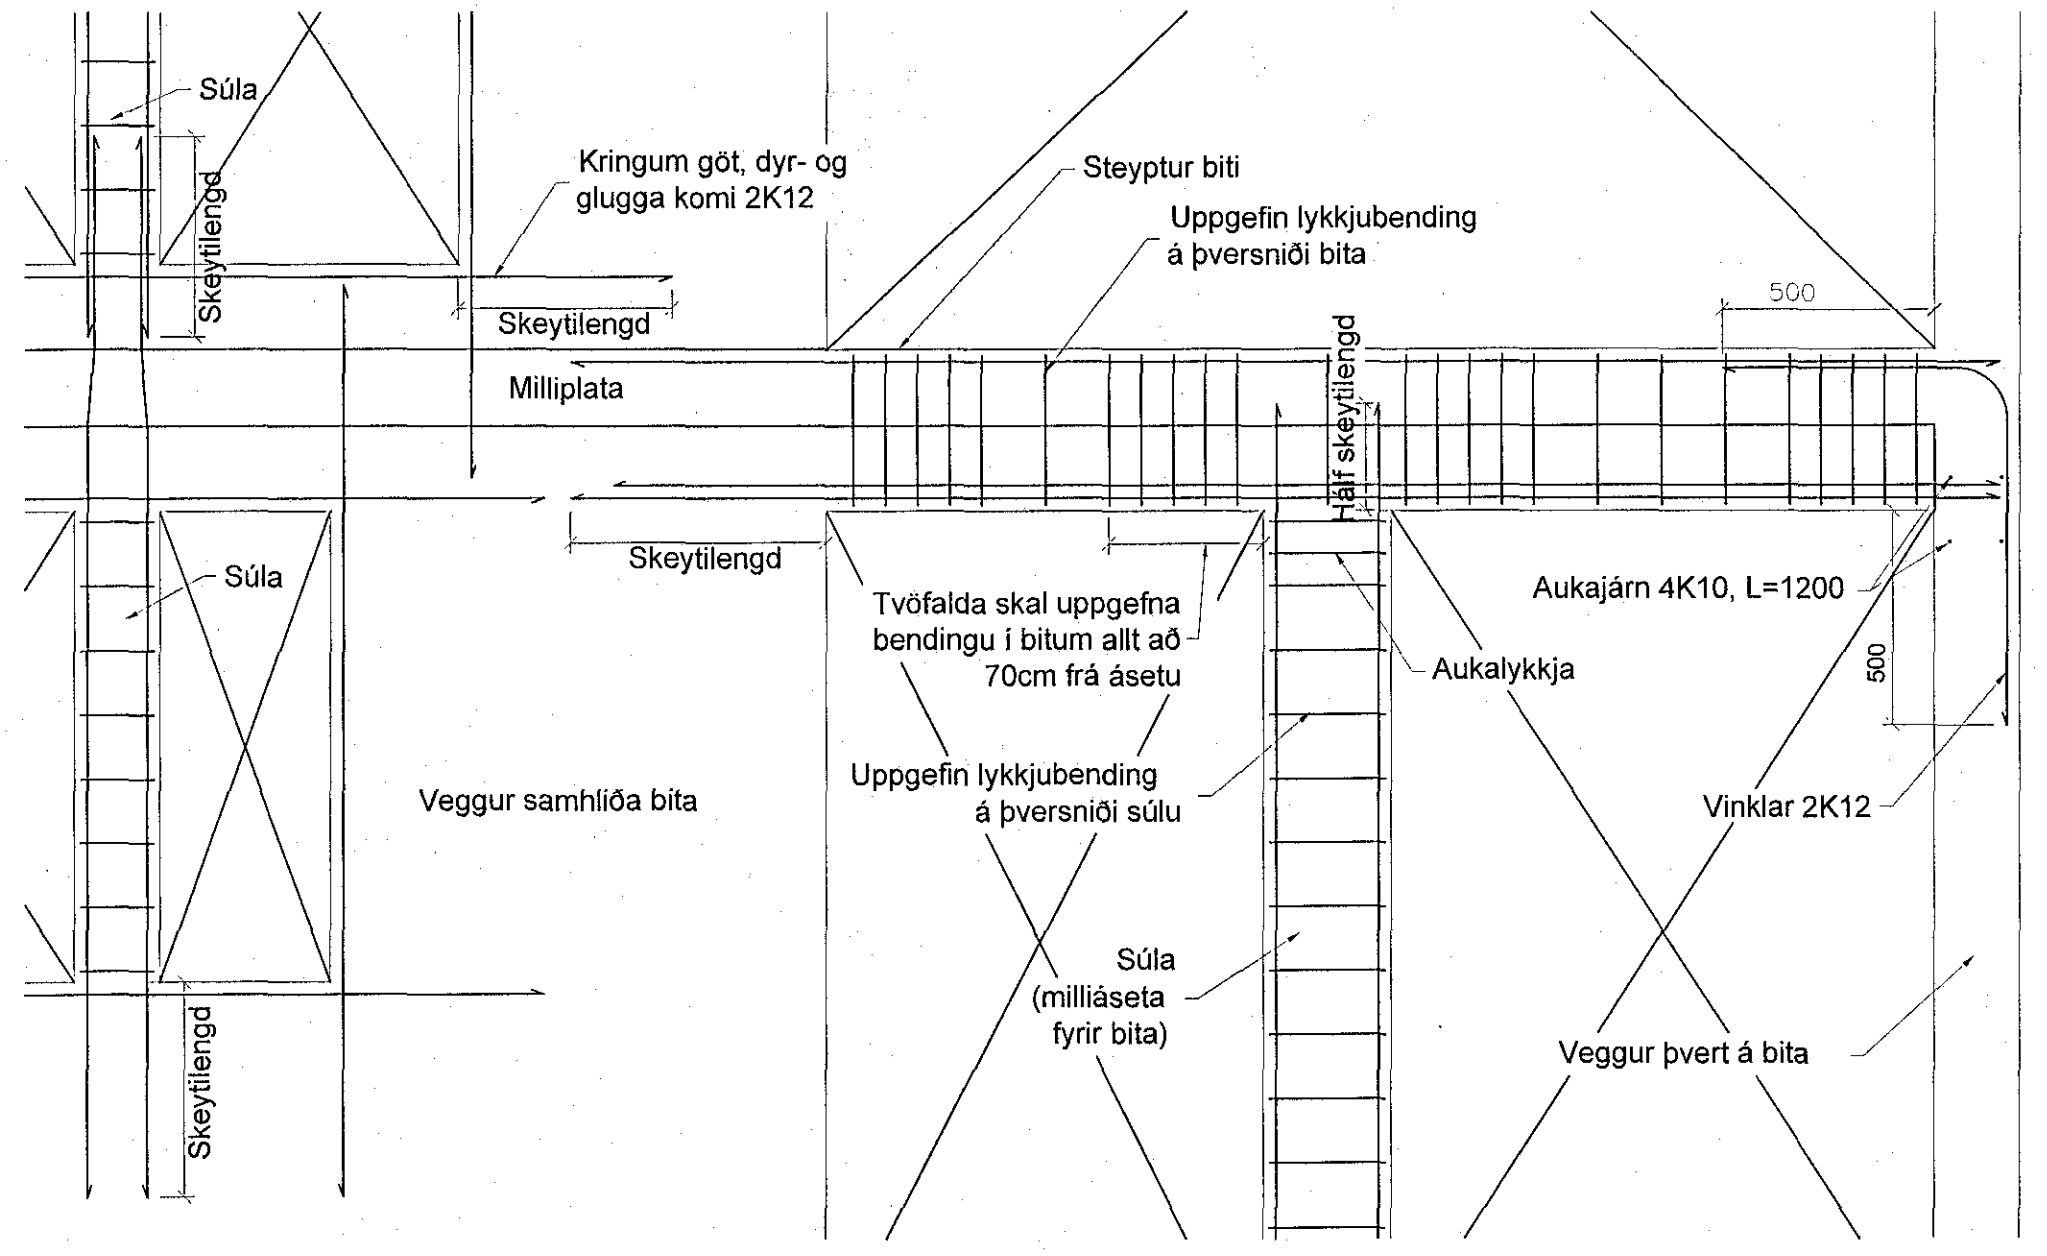 Súla
Kringum göt, dyr- og
glugga komi 2K12
Steyptur biti
Uppgefin lykkjubending
á þversniði bita
Skeytilengd
Skeytilengd
500
Milliplata
Hálf skeytilengd
Skeytilengd
Súla
Tvöfalda skal uppgefna
bendingu í bitum allt að
70cm frá ásetu
Aukajárn 4K10, L=1200
Aukalykkja
500
Veggur samhliða bita
Uppgefin lykkjubending
á þversniði súlu
Vinklar 2K12
Súla
(milliáseta
fyrir bita)
Skeytilengd
Veggur þvert á bita